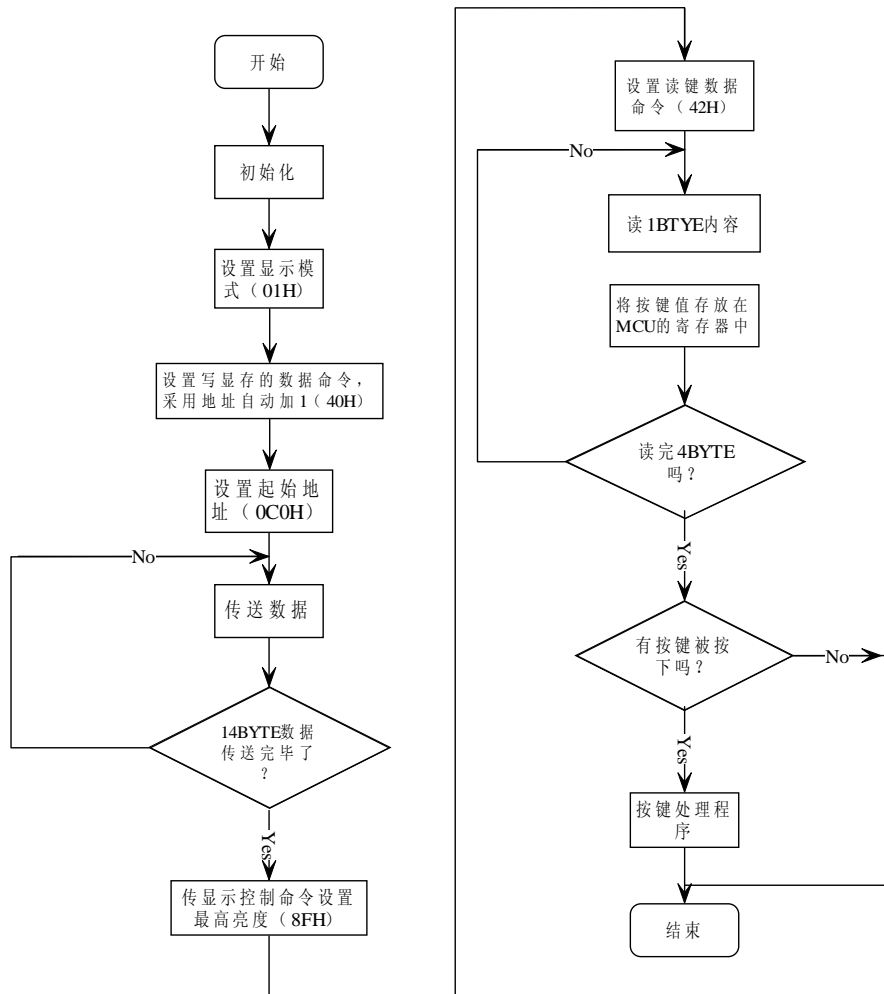 开始
初始化
设置显示模
式（01H）
设置写显存的数据命令，
采用地址自动加1（40H）
设置起始地
址（0C0H）
No
传送数据
14BYTE数据
传送完毕了
？
Yes
传显示控制命令设置
最高亮度（8FH）
设置读键数据
命令（42H）
No
读1BTYE内容
将按键值存放在
MCU的寄存器中
读完4BYTE
吗？
Yes
有按键被按
下吗？
No
Yes
按键处理程
序
结束